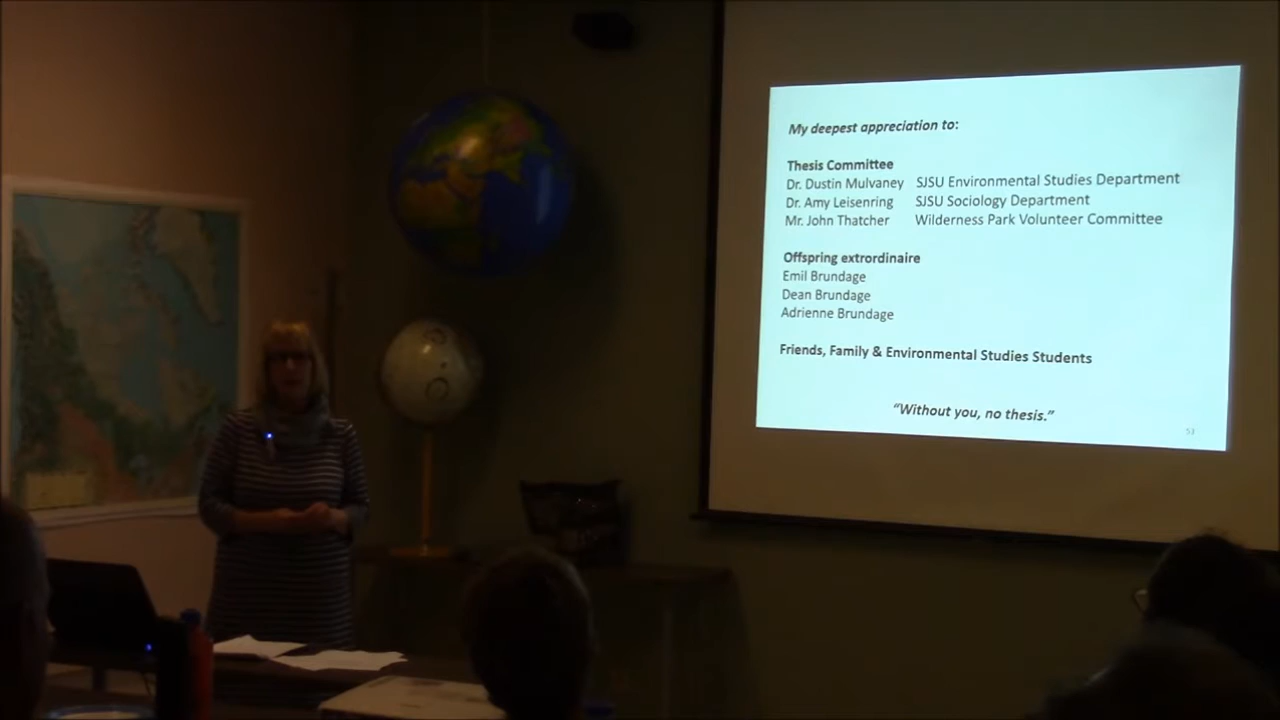 My deepest appreciation to:
Thesis Committee
Dr. Dustin Mulvaney SJSU Environmental Studies Department
Dr. Amy Leisenring SJSU Sociology Department
Mr. John Thatcher Wilderness Park Volunteer Committee
Offspring extrordinaire
Emil Brundage
Dean Brundage
Adrienne Brundage
Friends, Family & Environmental Studies Students
“Without you, no thesis.”
53